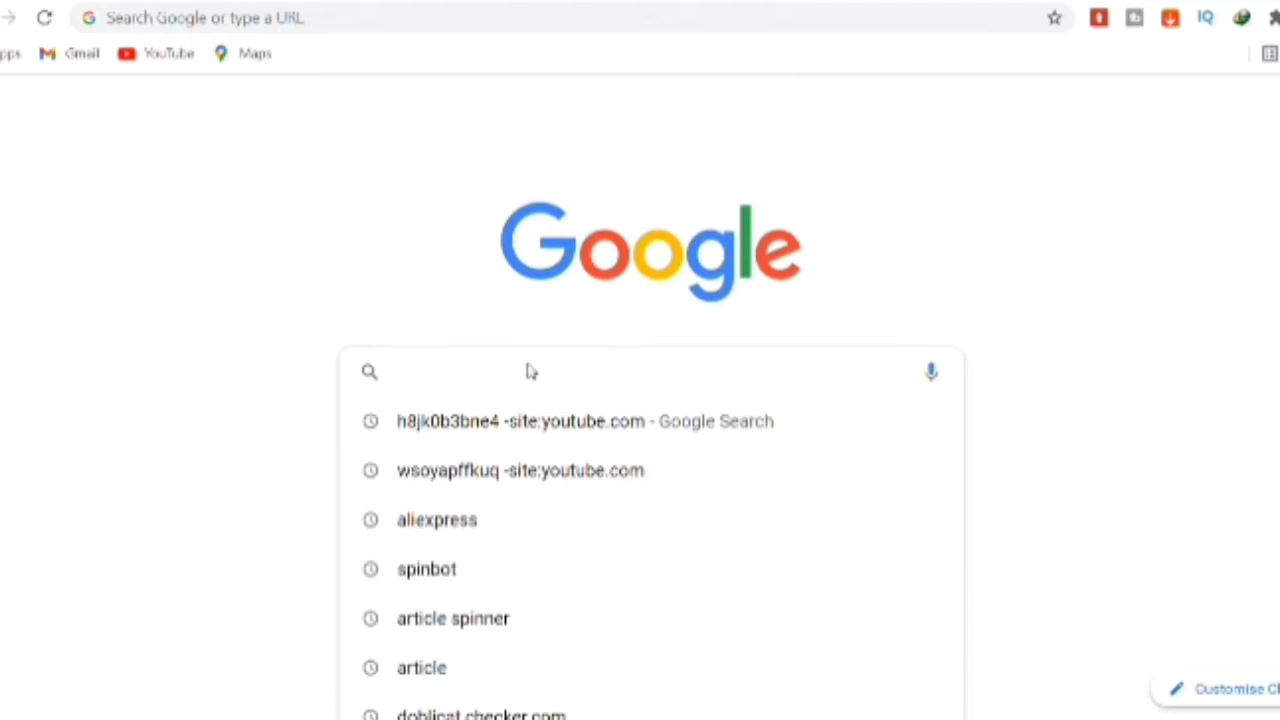 Search Google or type a URL
IQ
pps Gmail YouTube Maps
Google
h8jk0b3bne4 -site:youtube.com - Google Search
wsoyapffkuq -site:youtube.com
aliexpress
spinbot
article spinner
article
doblicat checker.com
Customise Ch